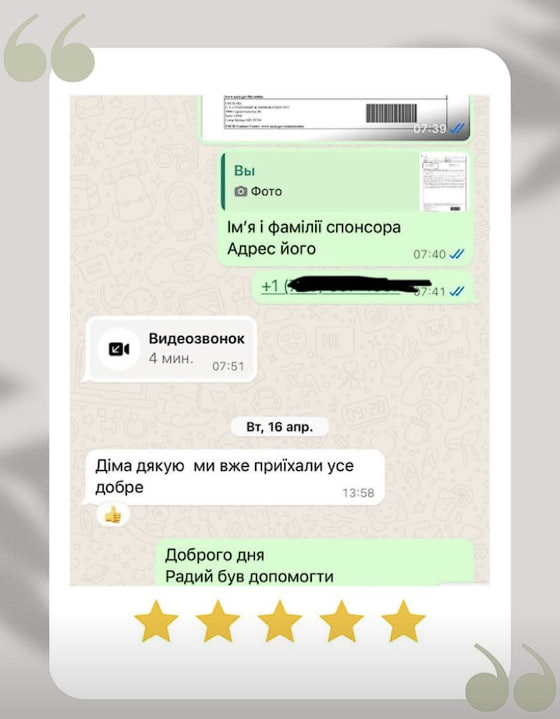 07:39
Вы
Фото
Ім’я і фамілії спонсора
Адрес його
07:40
+1 (
07:41
Видеозвонок
4 мин.
07:51
Вт, 16 апр.
Діма дякую ми вже приїхали усе
добре
13:58
Доброго дня
Радий був допомогти